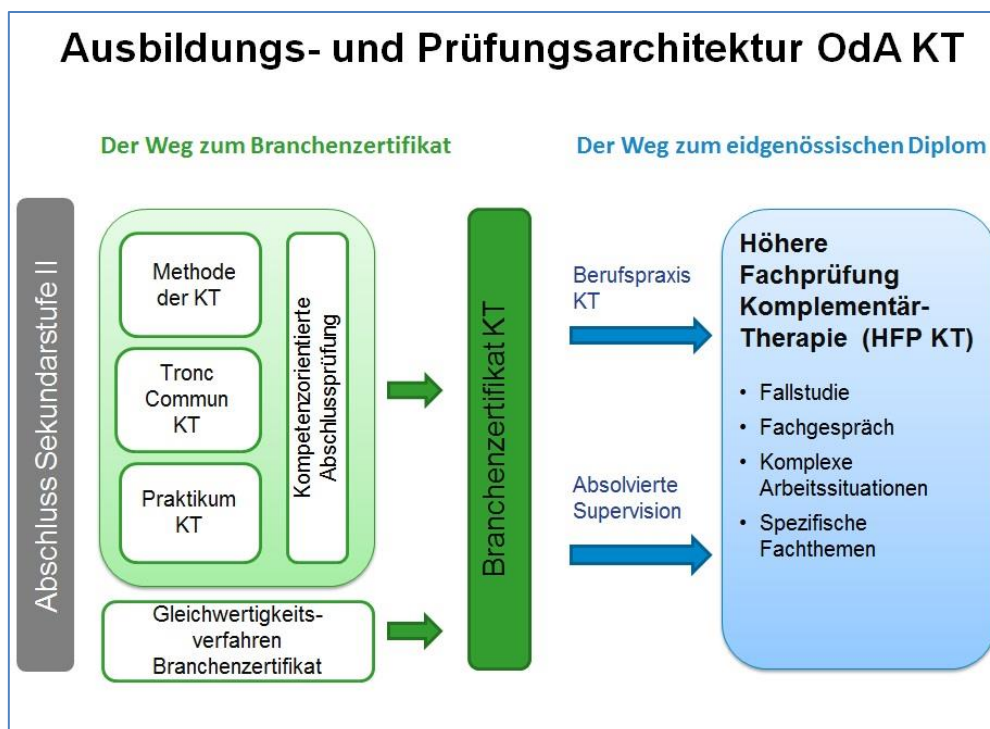 Ausbildungs- und Prüfungsarchitektur OdA KT
Der Weg zum Branchenzertifikat
Der Weg zum eidgenössischen Diplom
Abschluss Sekundarstufe II
Methode
der KT
Tronc
Commun
KT
Praktikum
KT
Kompetenzorientierte
Abschlussprüfung
Gleichwertigkeits-
verfahren
Branchenzertifikat
Branchenzertifikat KT
Berufspraxis
KT
Absolvierte
Supervision
Höhere
Fachprüfung
Komplementär-
Therapie (HFP KT)
• Fallstudie
• Fachgespräch
• Komplexe
Arbeitssituationen
• Spezifische
Fachthemen